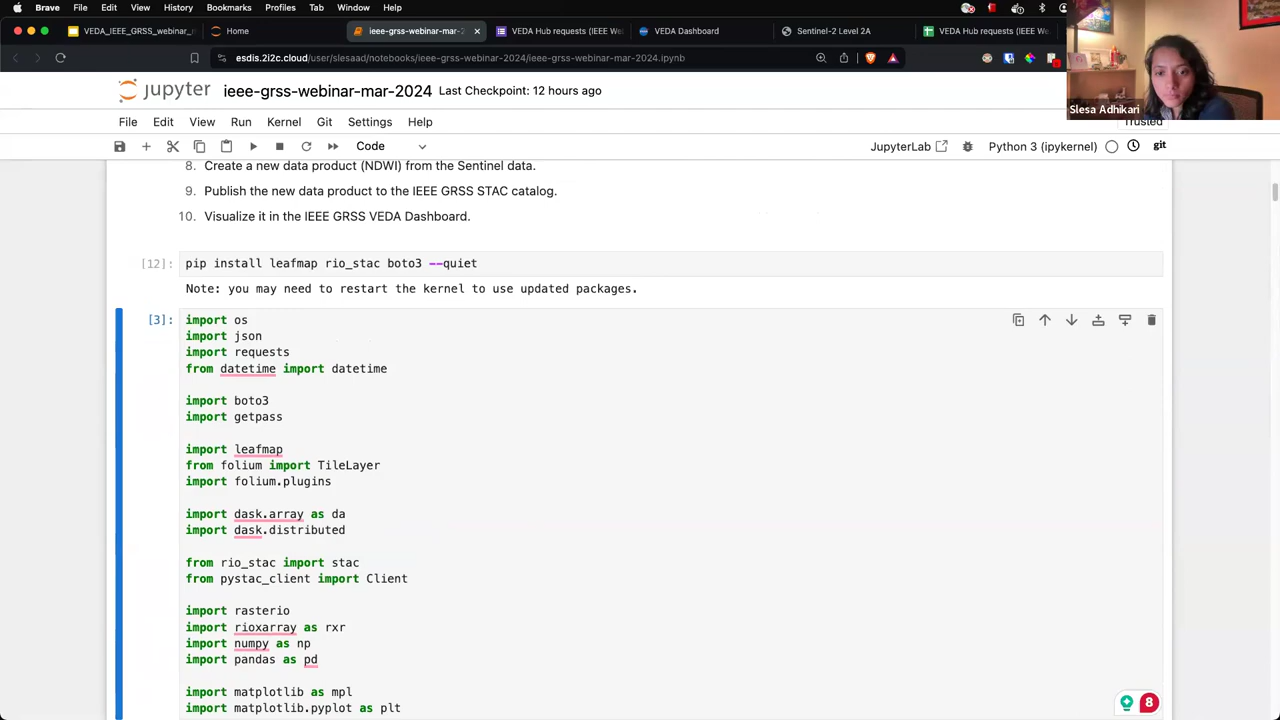 Brave File Edit View History Bookmarks Profiles Tab Window Help
VEDA_IEEE_GRSS_webinar_m
Home
ieee-grss-webinar-mar-2
VEDA Hub requests (IEEE We
VEDA Dashboard
Sentinel-2 Level 2A
VEDA Hub requests (IEEE We
esdis.2i2c.cloud/user/slesaad/notebooks/ieee-grss-webinar-2024/ieee-grss-webinar-mar-2024.ipynb
jupyter ieee-grss-webinar-mar-2024 Last Checkpoint: 12 hours ago
Slesa Adhikari
Trusted
File Edit View Run Kernel Git Settings Help
Code
JupyterLab
Python 3 (ipykernel)
git
8. Create a new data product (NDWI) from the Sentinel data.
9. Publish the new data product to the IEEE GRSS STAC catalog.
10. Visualize it in the IEEE GRSS VEDA Dashboard.
[12]: pip install leafmap rio_stac boto3 --quiet
Note: you may need to restart the kernel to use updated packages.
[3]: import os
import json
import requests
from datetime import datetime
import boto3
import getpass
import leafmap
from folium import TileLayer
import folium.plugins
import dask.array as da
import dask.distributed
from rio_stac import stac
from pystac_client import Client
import rasterio
import rioxarray as rxr
import numpy as np
import pandas as pd
import matplotlib as mpl
import matplotlib.pyplot as plt
8